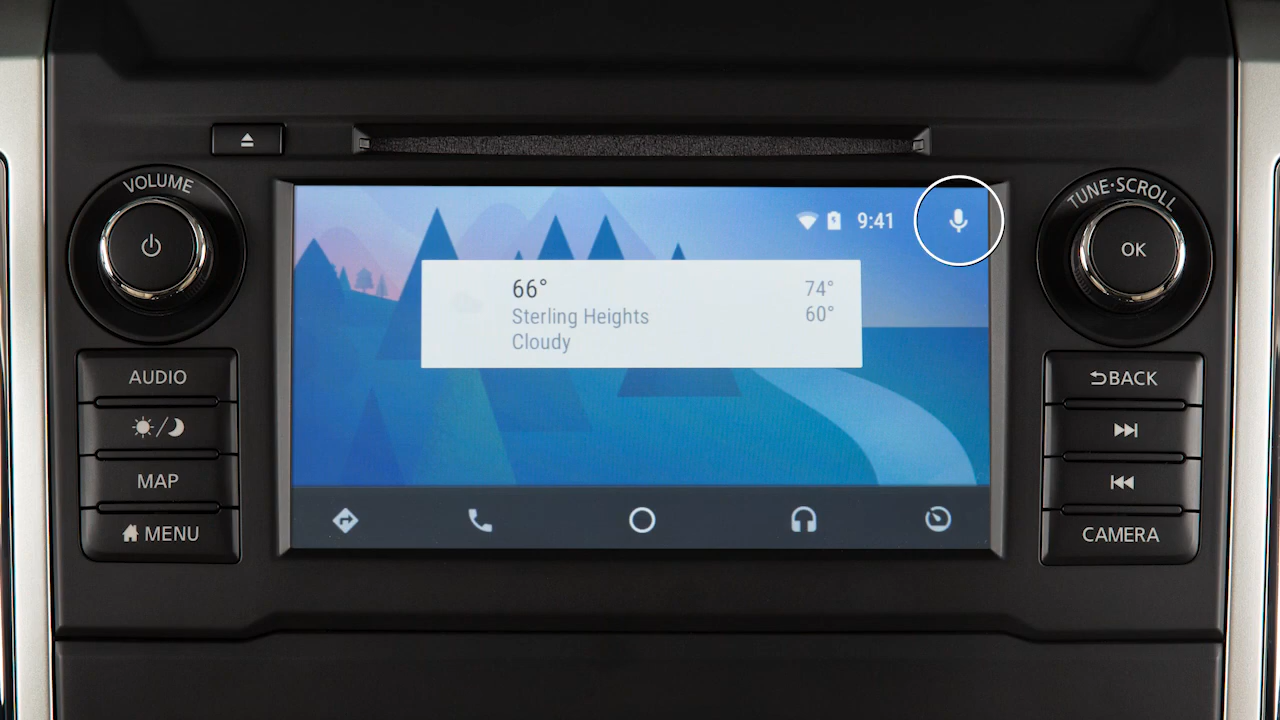 VOLUME
TUNE·SCROLL
9:41
OK
66°
74°
Sterling Heights
60°
Cloudy
AUDIO
BACK
MAP
MENU
CAMERA